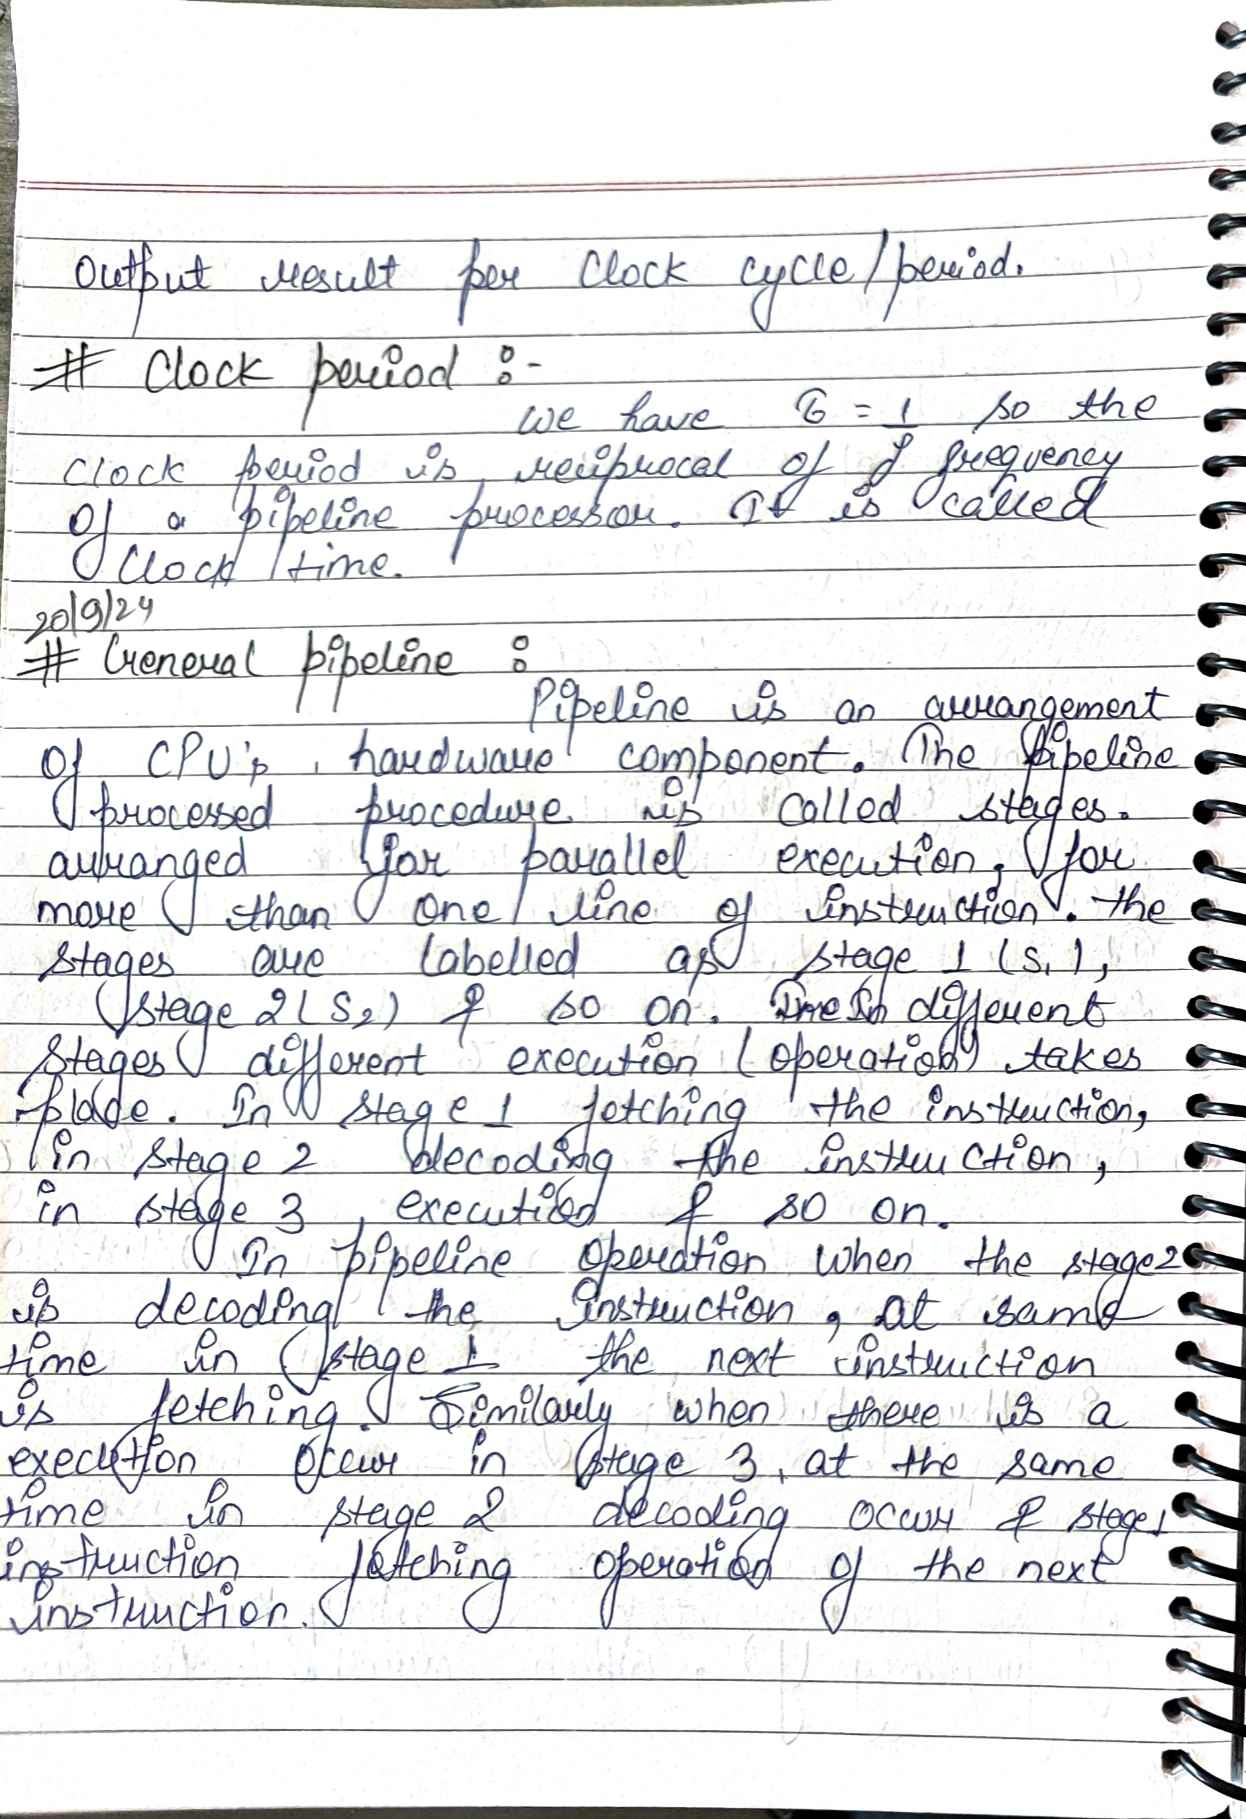 Output result per Clock cycle/period.
# Clock period :-
we have τ = 1/f so the
Clock period is reciprocal of frequency
of a pipeline processor. It is called
Clock time.
20/9/24
# General pipeline :
Pipeline is an arrangement
of CPU's hardware component. The pipeline
processed procedure is called stages.
arranged for parallel execution, for
more than one line of instruction. the
stages are labelled as stage 1 (S₁),
stage 2 (S₂) & so on. In different
stages different execution (operation) takes
place. In stage 1 fetching the instruction,
in stage 2 decoding the instruction,
in stage 3, execution & so on.
In pipeline operation when the stage 2
is decoding the instruction, at same
time in stage 1 the next instruction
is fetching. Similarly when there is a
execution occur in stage 3, at the same
time in stage 2 decoding occur & stage 1
instruction fetching operation of the next
instruction.